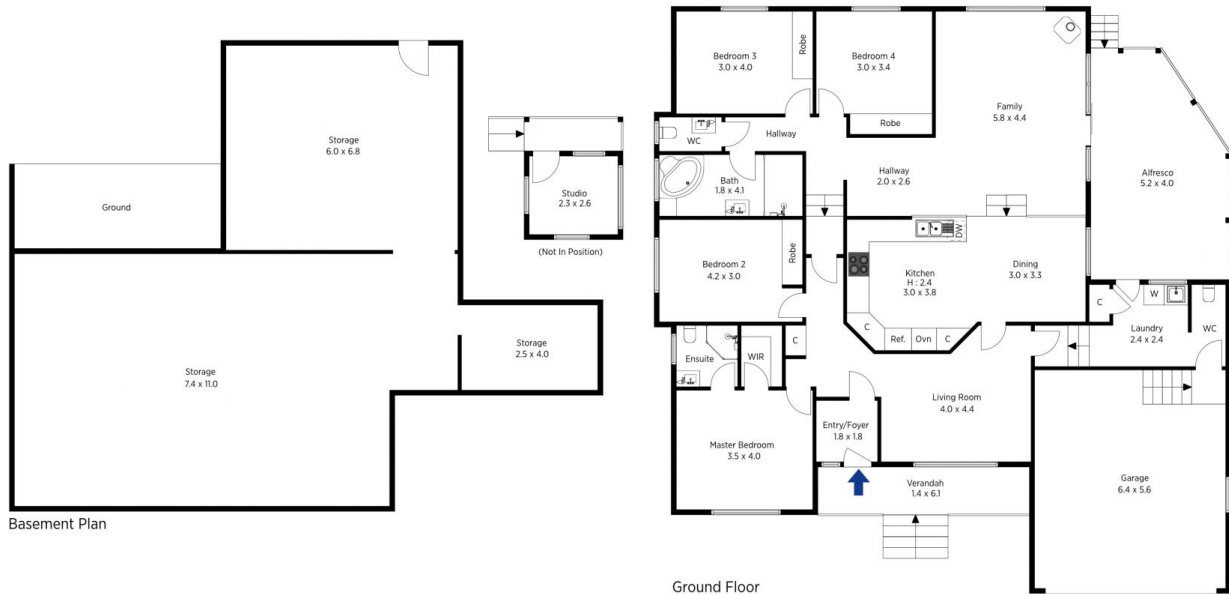 Storage
6.0 x 6.8
Ground
Storage
7.4 x 11.0
Storage
2.5 x 4.0
Basement Plan
Studio
2.3 x 2.6
(Not In Position)
Bedroom 3
3.0 x 4.0
Robe
Bedroom 4
3.0 x 3.4
Robe
Family
5.8 x 4.4
WC
Hallway
Bath
1.8 x 4.1
Hallway
2.0 x 2.6
Alfresco
5.2 x 4.0
Bedroom 2
4.2 x 3.0
Robe
DW
Kitchen
H : 2.4
3.0 x 3.8
Dining
3.0 x 3.3
C
Ref.
Ovn
C
C
W
WC
Laundry
2.4 x 2.4
Ensuite
WIR
C
Living Room
4.0 x 4.4
Entry/Foyer
1.8 x 1.8
Master Bedroom
3.5 x 4.0
Verandah
1.4 x 6.1
Garage
6.4 x 5.6
Ground Floor